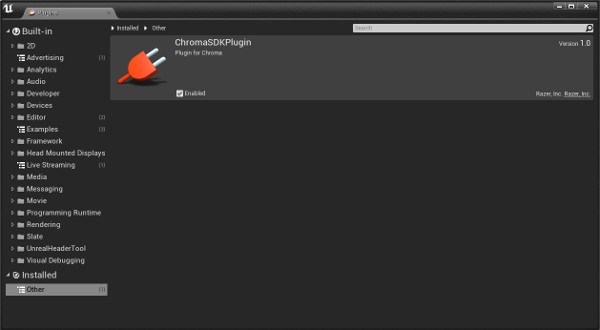 Plugins
Installed Other
Search
Built-in
2D
Advertising (1)
Analytics
Audio
Developer
Devices
Editor (2)
Examples (3)
Framework
Head Mounted Displays
Live Streaming (1)
Media
Messaging
Movie
Programming Runtime
Rendering
Slate
UnrealHeaderTool
Visual Debugging
Installed
Other (1)
ChromaSDKPlugin Version 1.0
Plugin for Chroma
Enabled Razer, Inc. Razer, Inc.